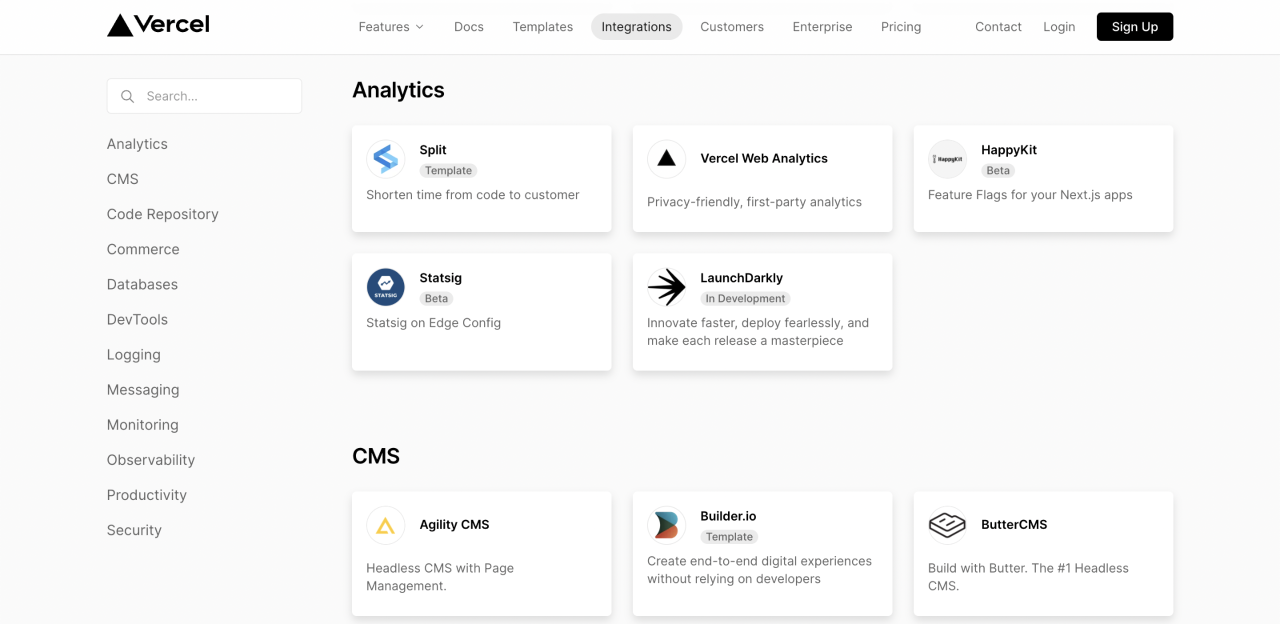 Vercel
Features
Docs
Templates
Integrations
Customers
Enterprise
Pricing
Contact
Login
Sign Up
Search...
Analytics
CMS
Code Repository
Commerce
Databases
DevTools
Logging
Messaging
Monitoring
Observability
Productivity
Security
Analytics
Split
Template
Shorten time from code to customer
Vercel Web Analytics
Privacy-friendly, first-party analytics
HappyKit
HappyKit
Beta
Feature Flags for your Next.js apps
STATSIG
Statsig
Beta
Statsig on Edge Config
LaunchDarkly
In Development
Innovate faster, deploy fearlessly, and
make each release a masterpiece
CMS
Agility CMS
Headless CMS with Page
Management.
Builder.io
Template
Create end-to-end digital experiences
without relying on developers
ButterCMS
Build with Butter. The #1 Headless
CMS.